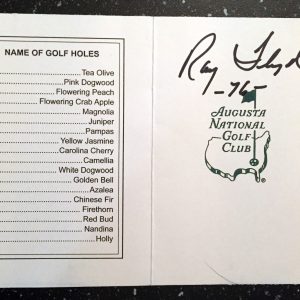 NAME OF GOLF HOLES
Tea Olive
Pink Dogwood
Flowering Peach
Flowering Crab Apple
Magnolia
Juniper
Pampas
Yellow Jasmine
Carolina Cherry
Camellia
White Dogwood
Golden Bell
Azalea
Chinese Fir
Firethorn
Red Bud
Nandina
Holly
Ray Floyd
-76-
AUGUSTA
NATIONAL
GOLF
CLUB